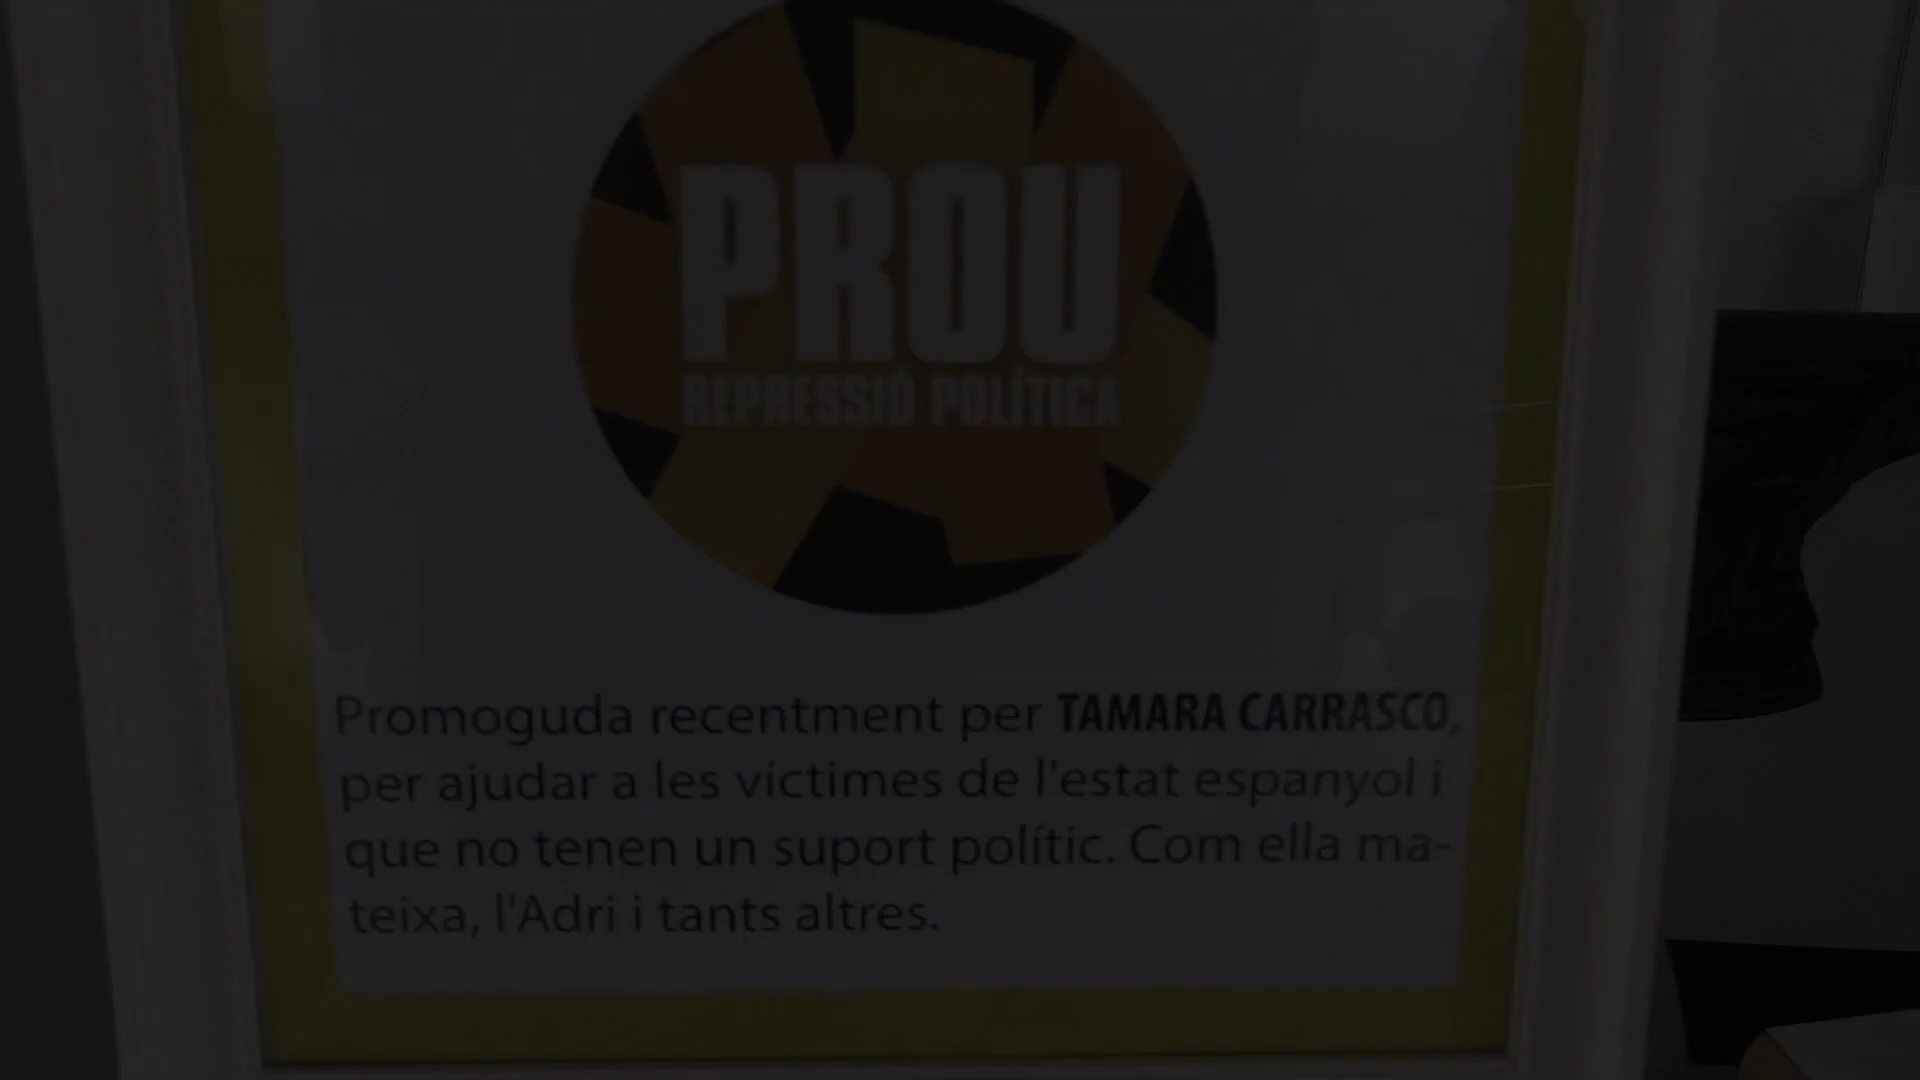 PROU
REPRESSIÓ POLÍTICA
Promoguda recentment per TAMARA CARRASCO,
per ajudar a les víctimes de l'estat espanyol i
que no tenen un suport polític. Com ella ma-
teixa, l'Adri i tants altres.